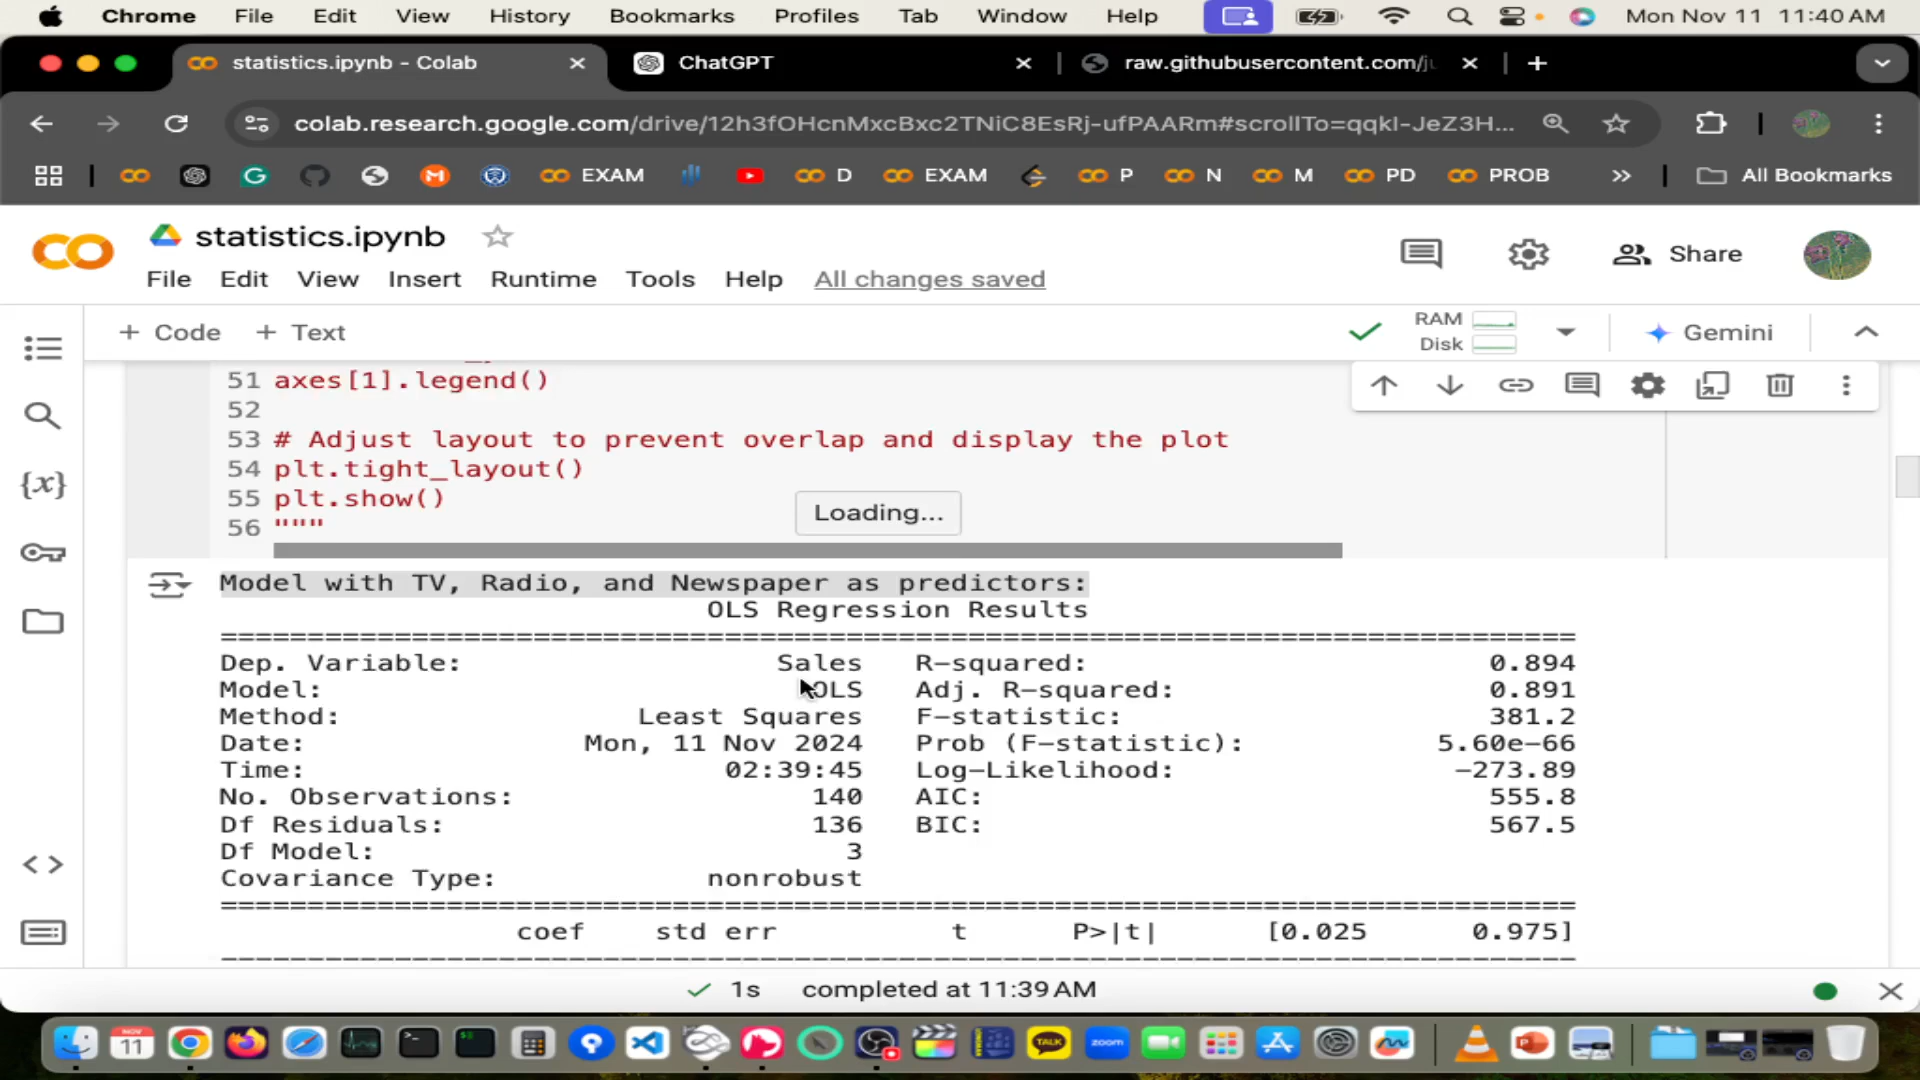 Chrome File Edit View History Bookmarks Profiles Tab Window Help Mon Nov 11 11:40 AM
statistics.ipynb - Colab ChatGPT raw.githubusercontent.com/ju
colab.research.google.com/drive/12h3fOHcnMxcBxc2TNiC8EsRj-ufPAARm#scrollTo=qqkI-JeZ3H...
EXAM D EXAM P N M PD PROB » All Bookmarks
statistics.ipynb
Share
File Edit View Insert Runtime Tools Help All changes saved
+ Code + Text RAM Disk Gemini
51 axes[1].legend()
52
53 # Adjust layout to prevent overlap and display the plot
54 plt.tight_layout()
55 plt.show()
56 """
Loading...
Model with TV, Radio, and Newspaper as predictors:
OLS Regression Results
==============================================================================
Dep. Variable: Sales R-squared: 0.894
Model: OLS Adj. R-squared: 0.891
Method: Least Squares F-statistic: 381.2
Date: Mon, 11 Nov 2024 Prob (F-statistic): 5.60e-66
Time: 02:39:45 Log-Likelihood: -273.89
No. Observations: 140 AIC: 555.8
Df Residuals: 136 BIC: 567.5
Df Model: 3
Covariance Type: nonrobust
==============================================================================
coef std err t P>|t| [0.025 0.975]
------------------------------------------------------------------------------
1s completed at 11:39 AM
NOV 11 TALK zoom